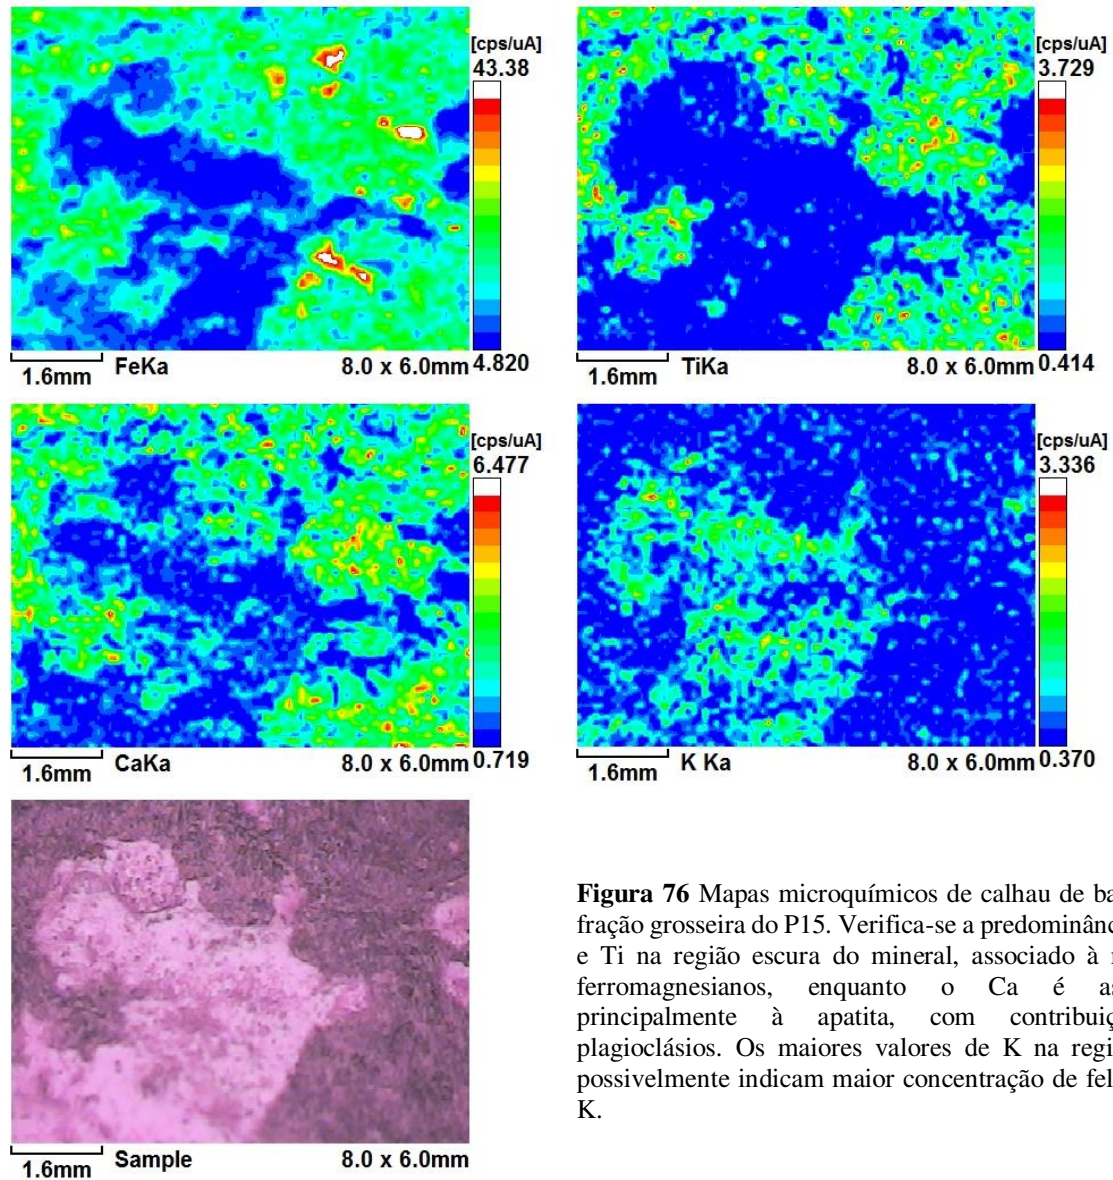 [cps/uA]
43.38
4.820
1.6mm FeKa 8.0 x 6.0mm
[cps/uA]
3.729
0.414
1.6mm TiKa 8.0 x 6.0mm
[cps/uA]
6.477
0.719
1.6mm CaKa 8.0 x 6.0mm
[cps/uA]
3.336
0.370
1.6mm K Ka 8.0 x 6.0mm
1.6mm Sample 8.0 x 6.0mm
Figura 76 Mapas microquímicos de calhau de ba
fração grosseira do P15. Verifica-se a predominânc
e Ti na região escura do mineral, associado à
ferromagnesianos, enquanto o Ca é as
principalmente à apatita, com contribuiç
plagioclásios. Os maiores valores de K na regi
possivelmente indicam maior concentração de fel
K.